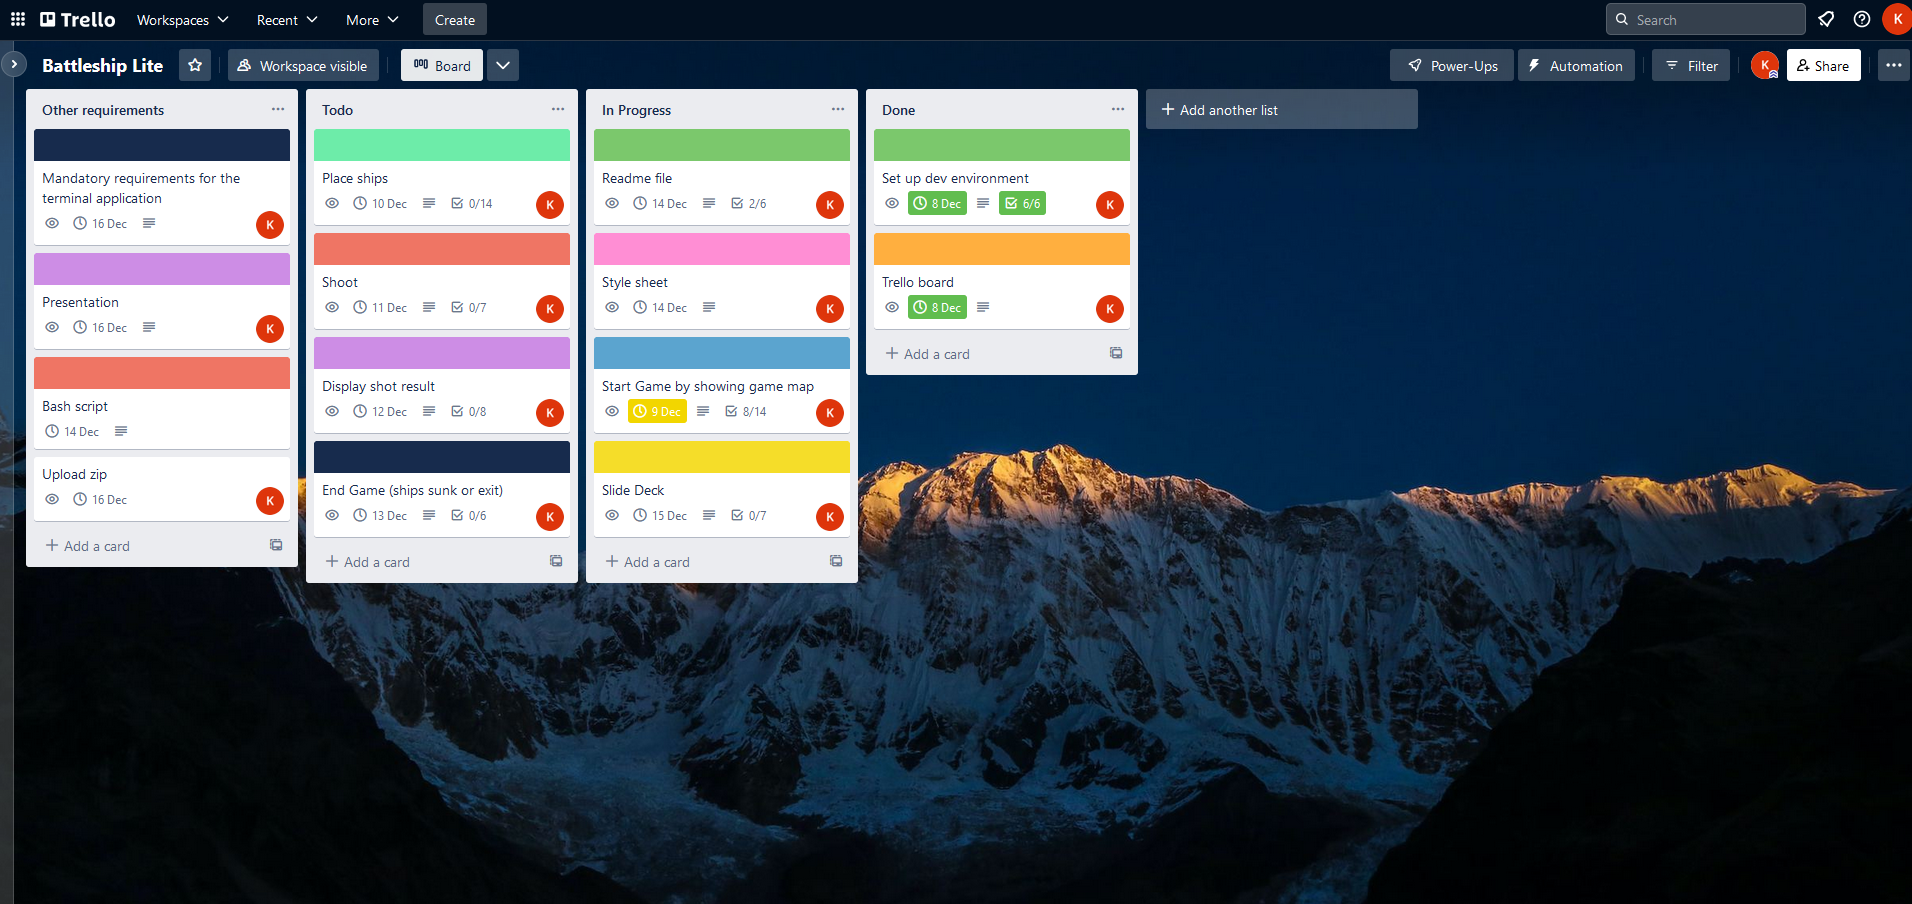 Trello
Workspaces
Recent
More
Create
Search
K
Battleship Lite
Workspace visible
Board
Power-Ups
Automation
Filter
K
Share
Other requirements
Mandatory requirements for the
terminal application
16 Dec
K
Presentation
16 Dec
K
Bash script
14 Dec
Upload zip
16 Dec
K
Add a card
Todo
Place ships
10 Dec 0/14
K
Shoot
11 Dec 0/7
K
Display shot result
12 Dec 0/8
K
End Game (ships sunk or exit)
13 Dec 0/6
K
Add a card
In Progress
Readme file
14 Dec 2/6
K
Style sheet
14 Dec
K
Start Game by showing game map
9 Dec 8/14
K
Slide Deck
15 Dec 0/7
K
Add a card
Done
Set up dev environment
8 Dec 6/6
K
Trello board
8 Dec
K
Add a card
Add another list